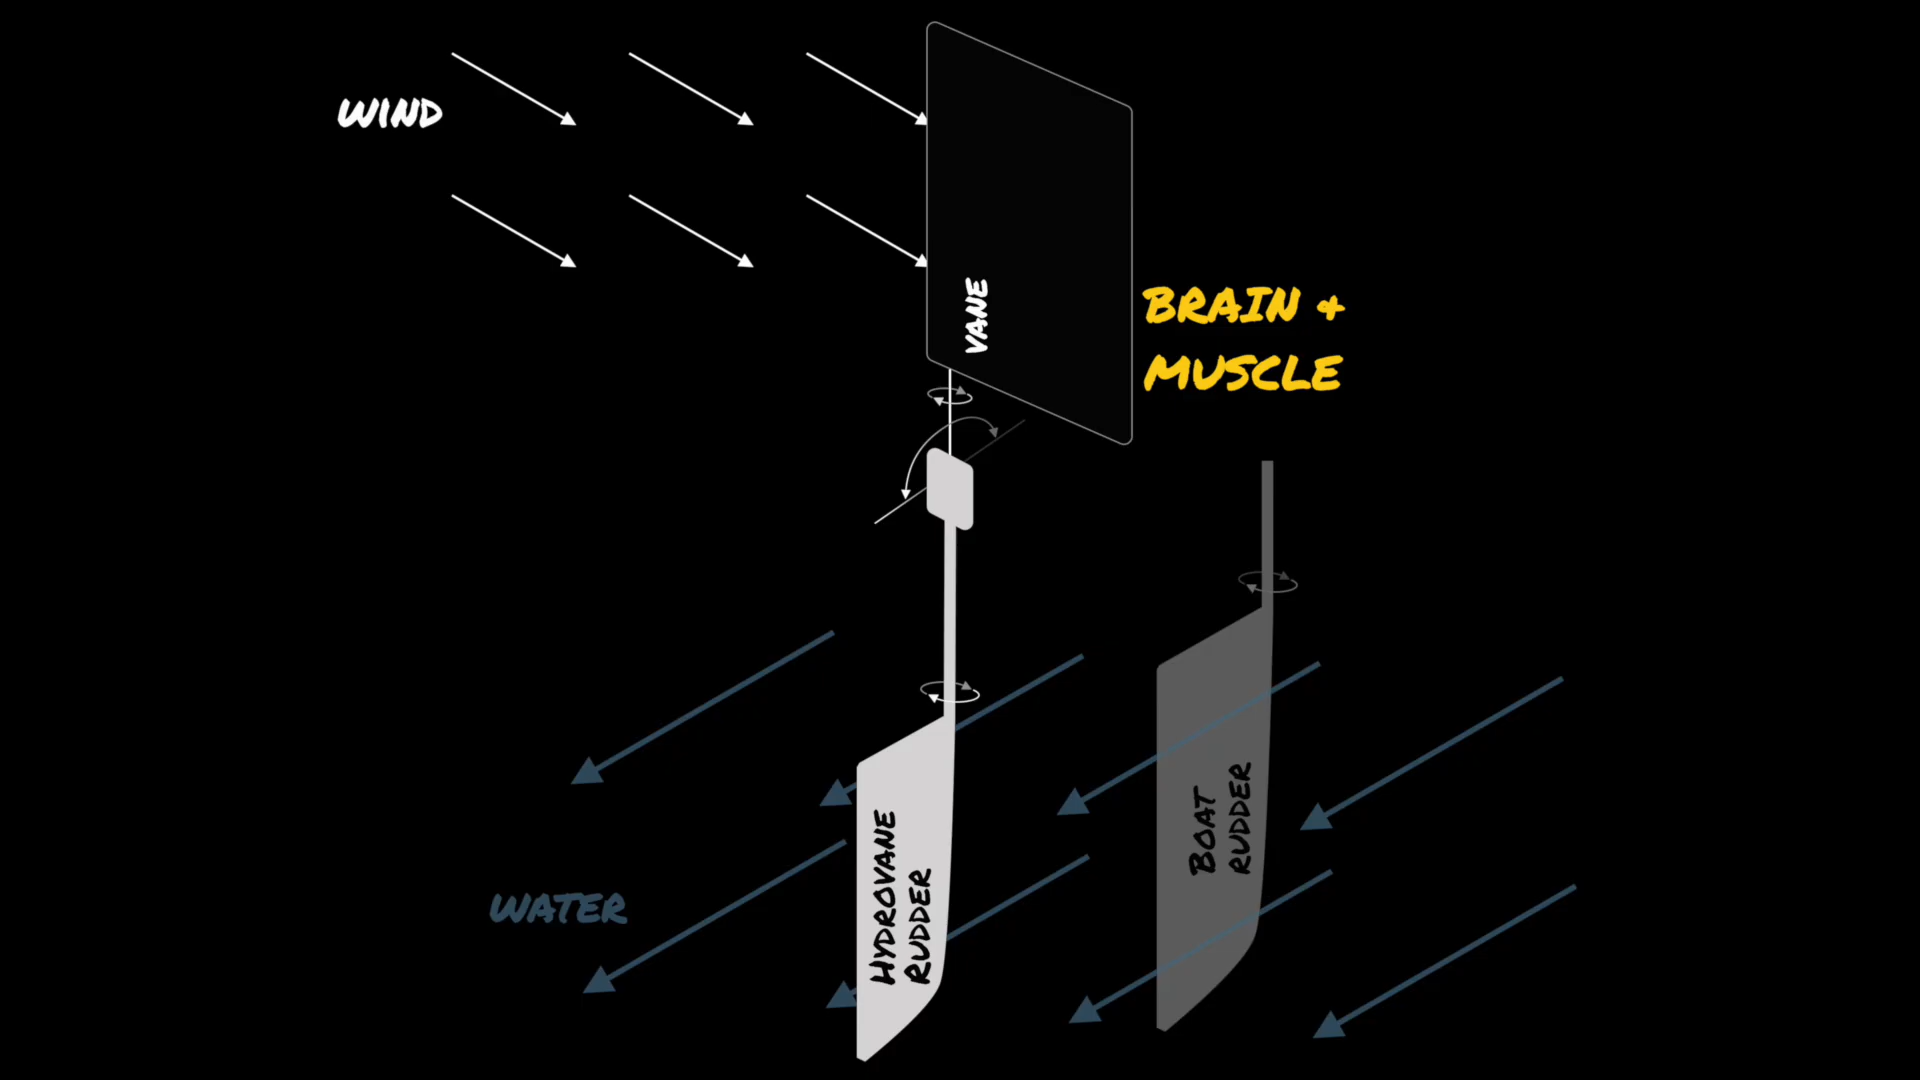 WIND
VANE
BRAIN +
MUSCLE
BOAT
RUDDER
HYDROVANE
RUDDER
WATER